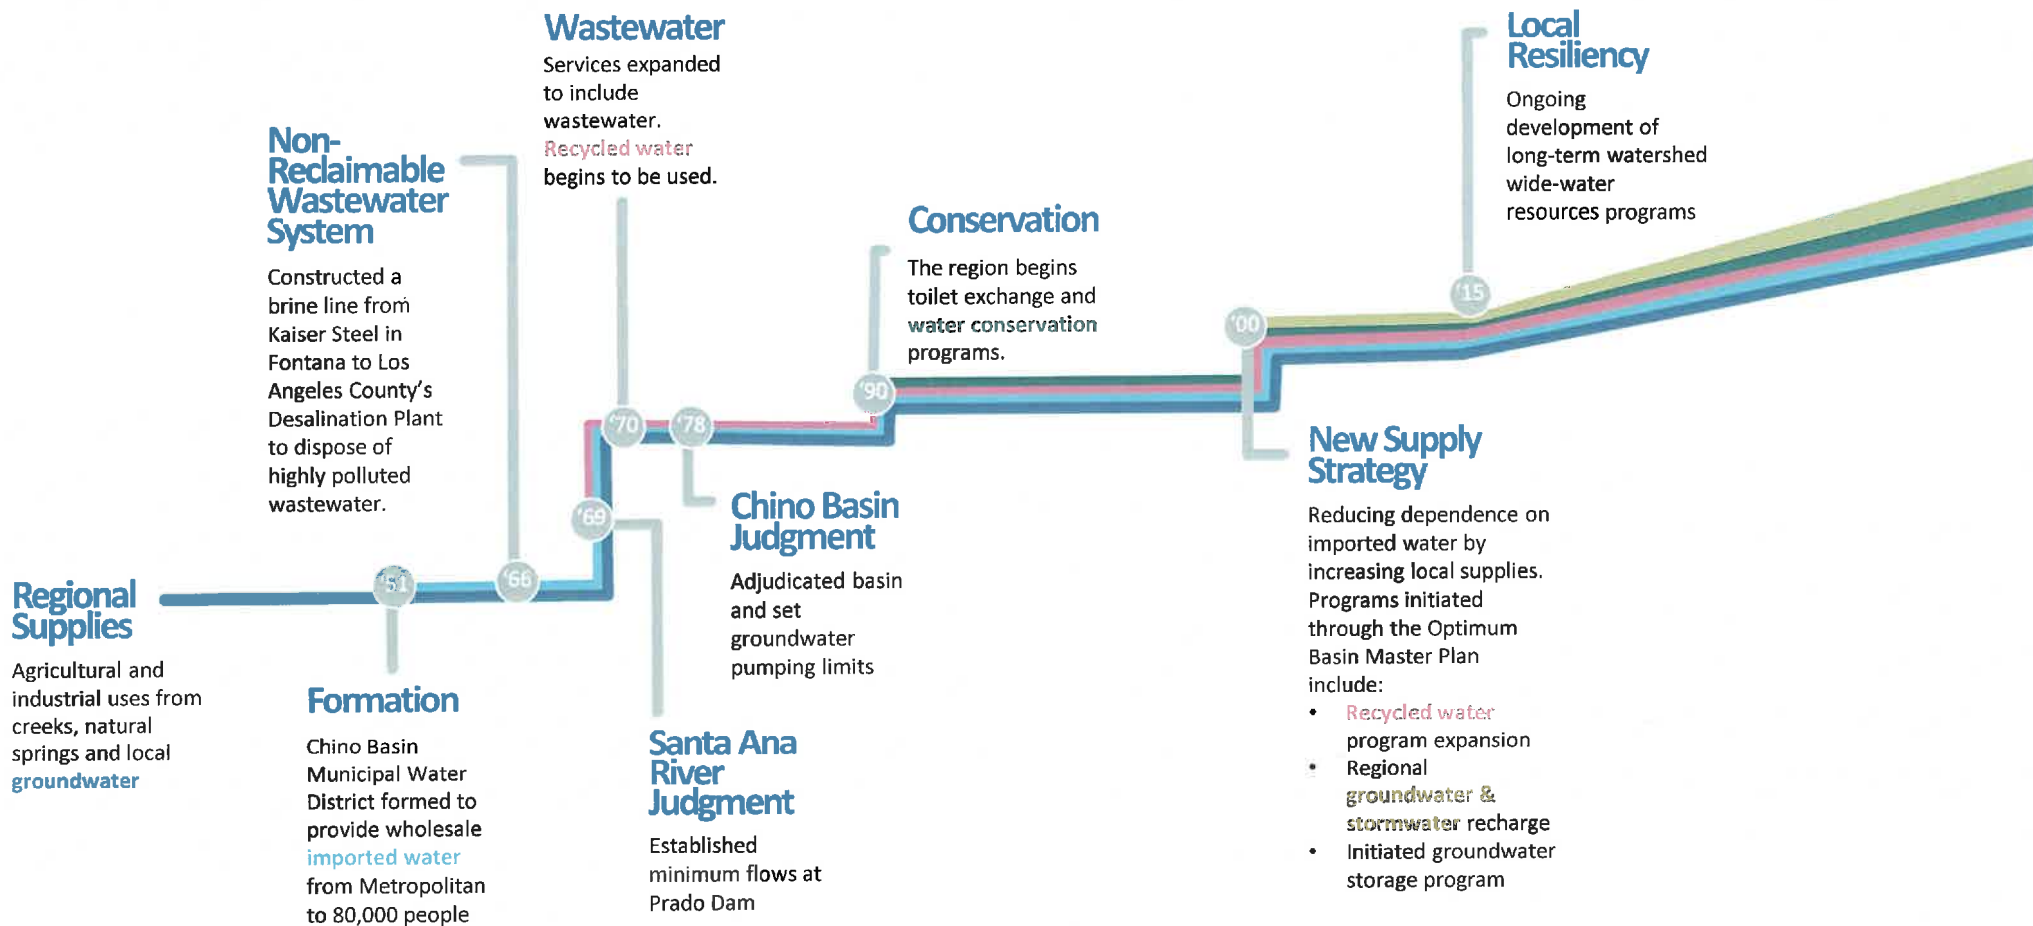 Regional
Supplies
Agricultural and
industrial uses from
creeks, natural
springs and local
groundwater
'51
Formation
Chino Basin
Municipal Water
District formed to
provide wholesale
imported water
from Metropolitan
to 80,000 people
Non-
Reclaimable
Wastewater
System
Constructed a
brine line from
Kaiser Steel in
Fontana to Los
Angeles County's
Desalination Plant
to dispose of
highly polluted
wastewater.
'66
'69
Santa Ana
River
Judgment
Established
minimum flows at
Prado Dam
Wastewater
Services expanded
to include
wastewater.
Recycled water
begins to be used.
'70
'78
Chino Basin
Judgment
Adjudicated basin
and set
groundwater
pumping limits
Conservation
The region begins
toilet exchange and
water conservation
programs.
'90
'00
New Supply
Strategy
Reducing dependence on
imported water by
increasing local supplies.
Programs initiated
through the Optimum
Basin Master Plan
include:
• Recycled water
program expansion
• Regional
groundwater &
stormwater recharge
• Initiated groundwater
storage program
Local
Resiliency
Ongoing
development of
long-term watershed
wide-water
resources programs
'15